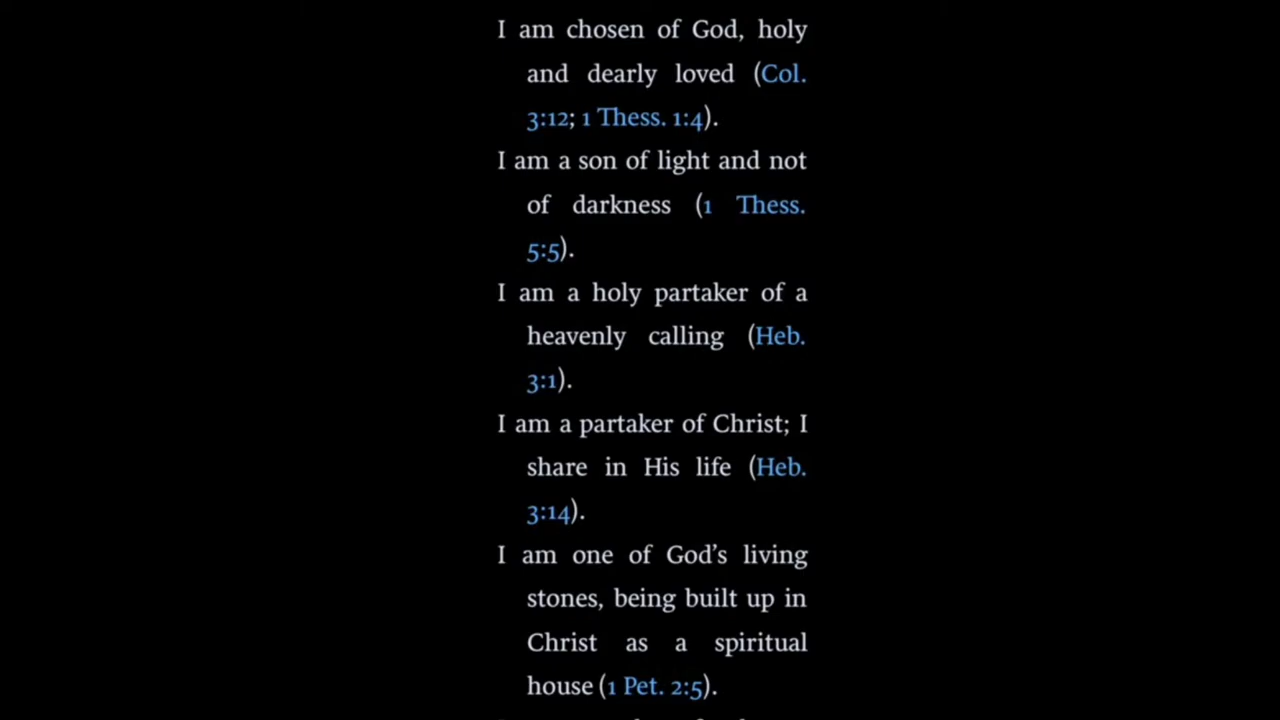 I am chosen of God, holy
and dearly loved (Col.
3:12; 1 Thess. 1:4).
I am a son of light and not
of darkness (1 Thess.
5:5).
I am a holy partaker of a
heavenly calling (Heb.
3:1).
I am a partaker of Christ; I
share in His life (Heb.
3:14).
I am one of God’s living
stones, being built up in
Christ as a spiritual
house (1 Pet. 2:5).